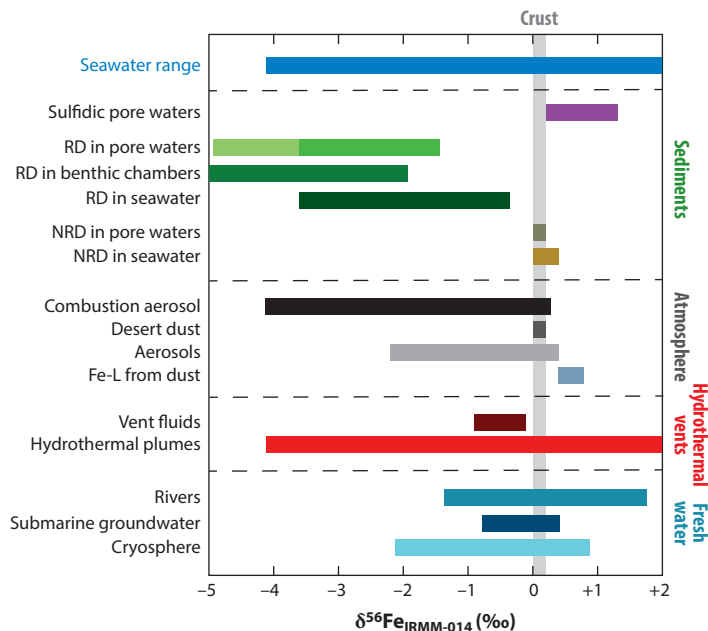 Crust
Seawater range
Sulfidic pore waters
RD in pore waters
RD in benthic chambers
RD in seawater
NRD in pore waters
NRD in seawater
Sediments
Combustion aerosol
Desert dust
Aerosols
Fe-L from dust
Atmosphere
Vent fluids
Hydrothermal plumes
Hydrothermal
vents
Rivers
Submarine groundwater
Cryosphere
Fresh
water
–5 –4 –3 –2 –1 0 +1 +2
δ⁵⁶Fe_IRMM-014 (‰)